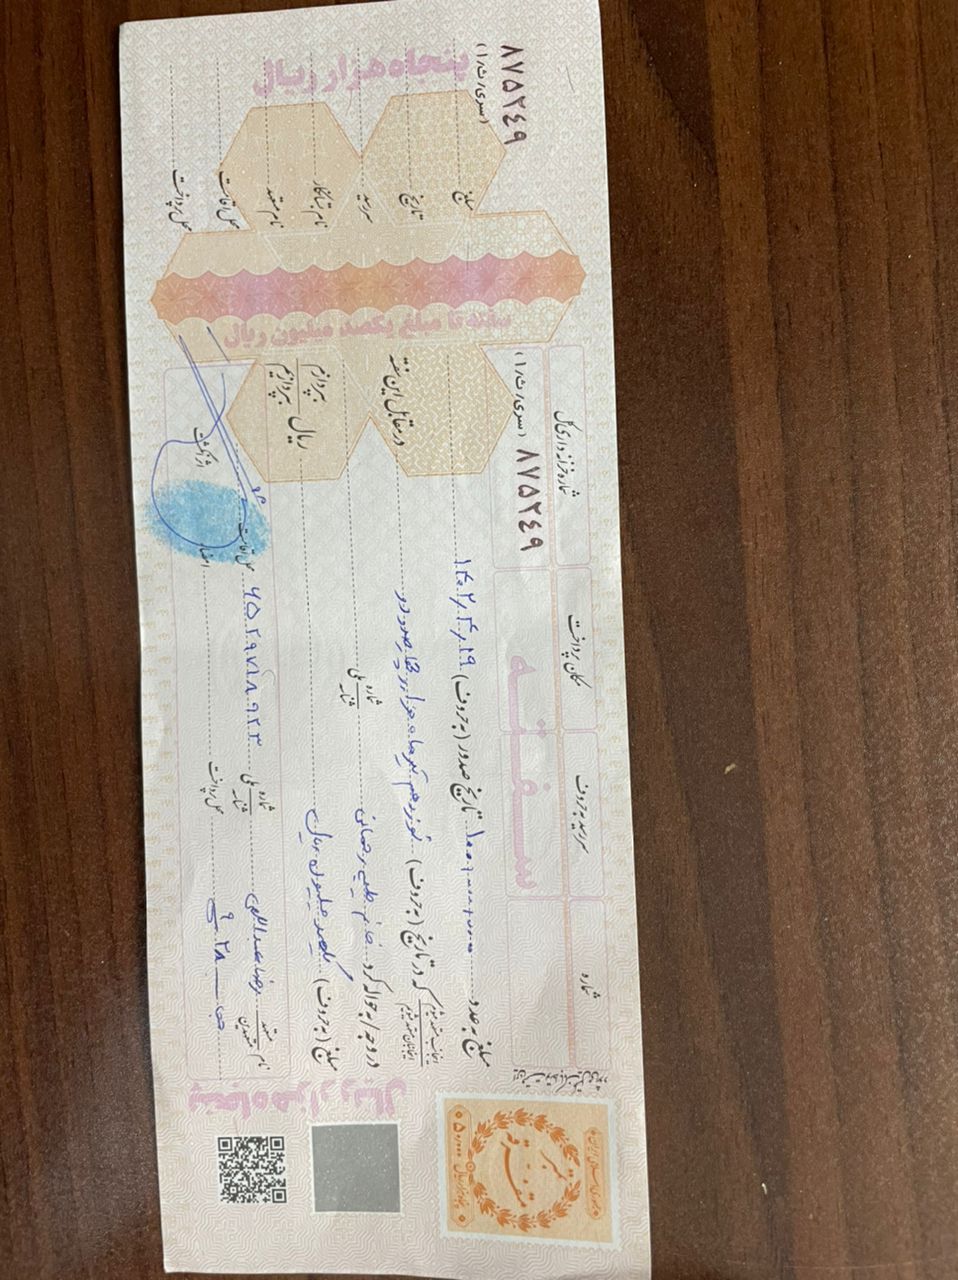 جمهوری اسلامی ایران
تمبر
متفرقه
پنجاه هزار ریال
۵۰/۰۰۰
شماره
سررسید به حروف
مکان پرداخت
شماره خزانه داری کل
سفته
۸۷۵۲۴۹ (سری/ث/۱)
۸۷۵۲۴۹
(سری/ث/۱)
مبلغ به عدد ۱۰۰٫۰۰۰٫۰۰۰ تاریخ صدور (به حروف) ۱۴۰۲/۴/۱۹
اینجانب متعهد میشوم
اینجانبان متعهد میشویم
که در تاریخ (به حروف) نوزدهم تیرماه هزار و چهارصد و دو در مقابل این سفته
در وجه / به حواله کرد خانم طیبه رحمانی شماره شناسه ملی
مبلغ (به حروف) یکصد میلیون ریال ریال بپردازم بپردازیم
نام متعهد متعهدین رضا عبداللهی شماره شناسه ملی محل اقامت
۲۸ محل پرداخت امضاء اثر انگشت
مبلغ
تاریخ
سررسید
نام بستانکار
نام متعهد
محل اقامت
محل پرداخت
پنجاه هزار ریال
سفته تا مبلغ یکصد میلیون ریال
پنجاه هزار ریال